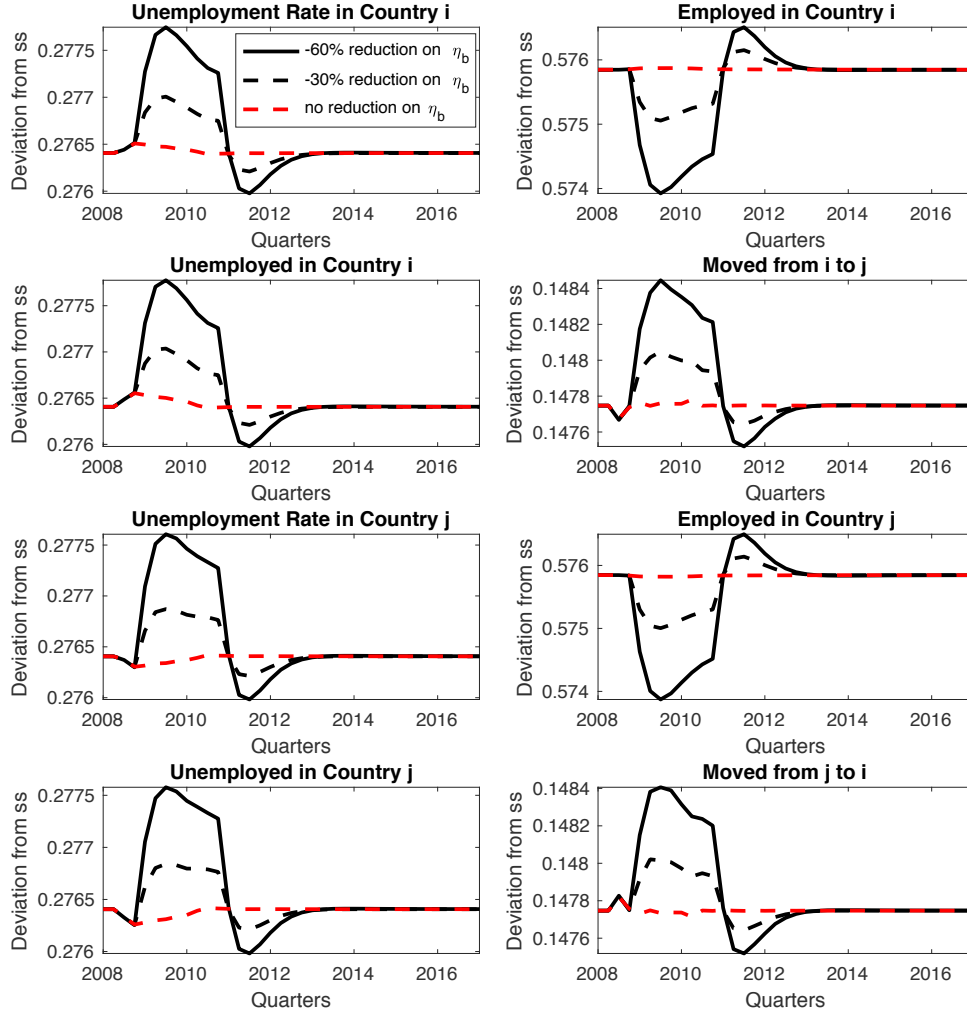 Unemployment Rate in Country i
Deviation from ss
0.2775
0.277
0.2765
0.276
-60% reduction on η_b
-30% reduction on η_b
no reduction on η_b
2008 2010 2012 2014 2016
Quarters
Employed in Country i
Deviation from ss
0.576
0.575
0.574
2008 2010 2012 2014 2016
Quarters
Unemployed in Country i
Deviation from ss
0.2775
0.277
0.2765
0.276
2008 2010 2012 2014 2016
Quarters
Moved from i to j
Deviation from ss
0.1484
0.1482
0.148
0.1478
0.1476
2008 2010 2012 2014 2016
Quarters
Unemployment Rate in Country j
Deviation from ss
0.2775
0.277
0.2765
0.276
2008 2010 2012 2014 2016
Quarters
Employed in Country j
Deviation from ss
0.576
0.575
0.574
2008 2010 2012 2014 2016
Quarters
Unemployed in Country j
Deviation from ss
0.2775
0.277
0.2765
0.276
2008 2010 2012 2014 2016
Quarters
Moved from j to i
Deviation from ss
0.1484
0.1482
0.148
0.1478
0.1476
2008 2010 2012 2014 2016
Quarters